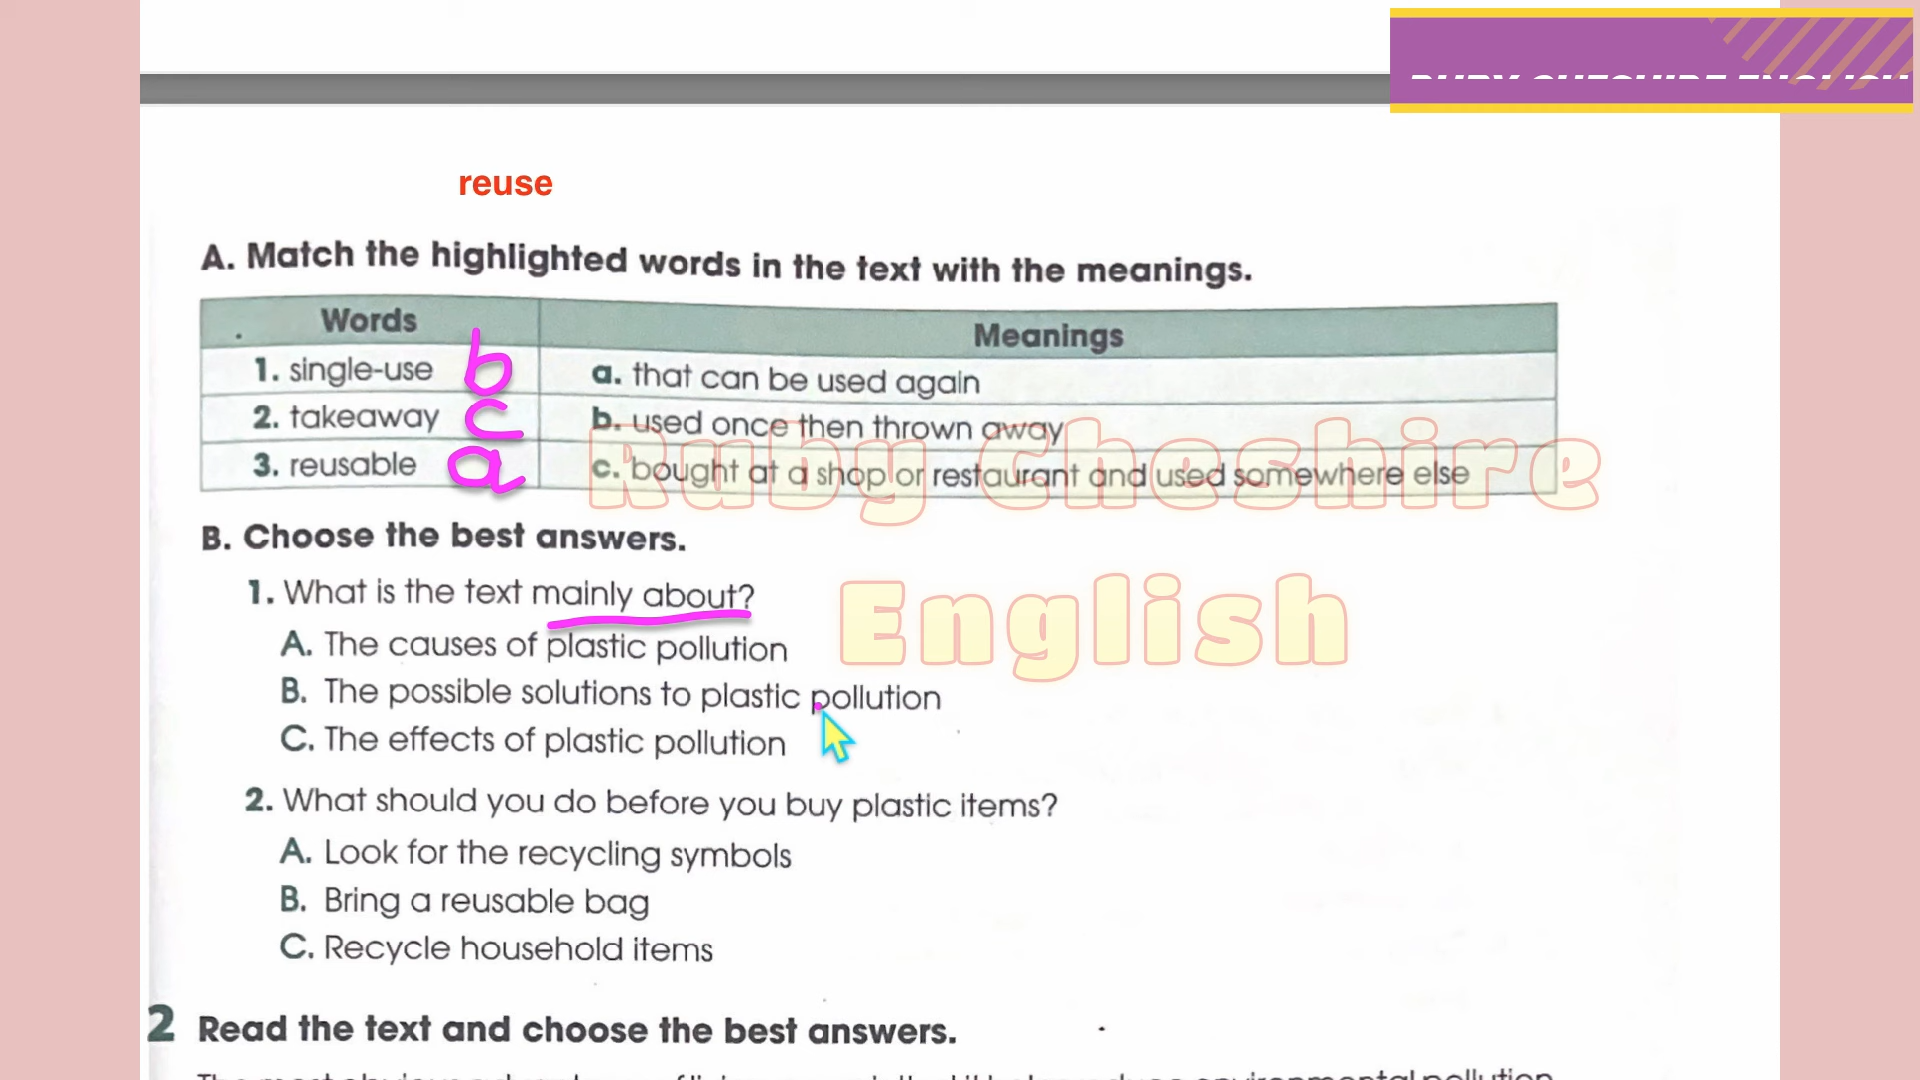 reuse
A. Match the highlighted words in the text with the meanings.
Words
Meanings
1. single-use b
a. that can be used again
2. takeaway c
b. used once then thrown away
3. reusable a
c. bought at a shop or restaurant and used somewhere else
Ruby Cheshire
English
B. Choose the best answers.
1. What is the text mainly about?
A. The causes of plastic pollution
B. The possible solutions to plastic pollution
C. The effects of plastic pollution
2. What should you do before you buy plastic items?
A. Look for the recycling symbols
B. Bring a reusable bag
C. Recycle household items
2 Read the text and choose the best answers.